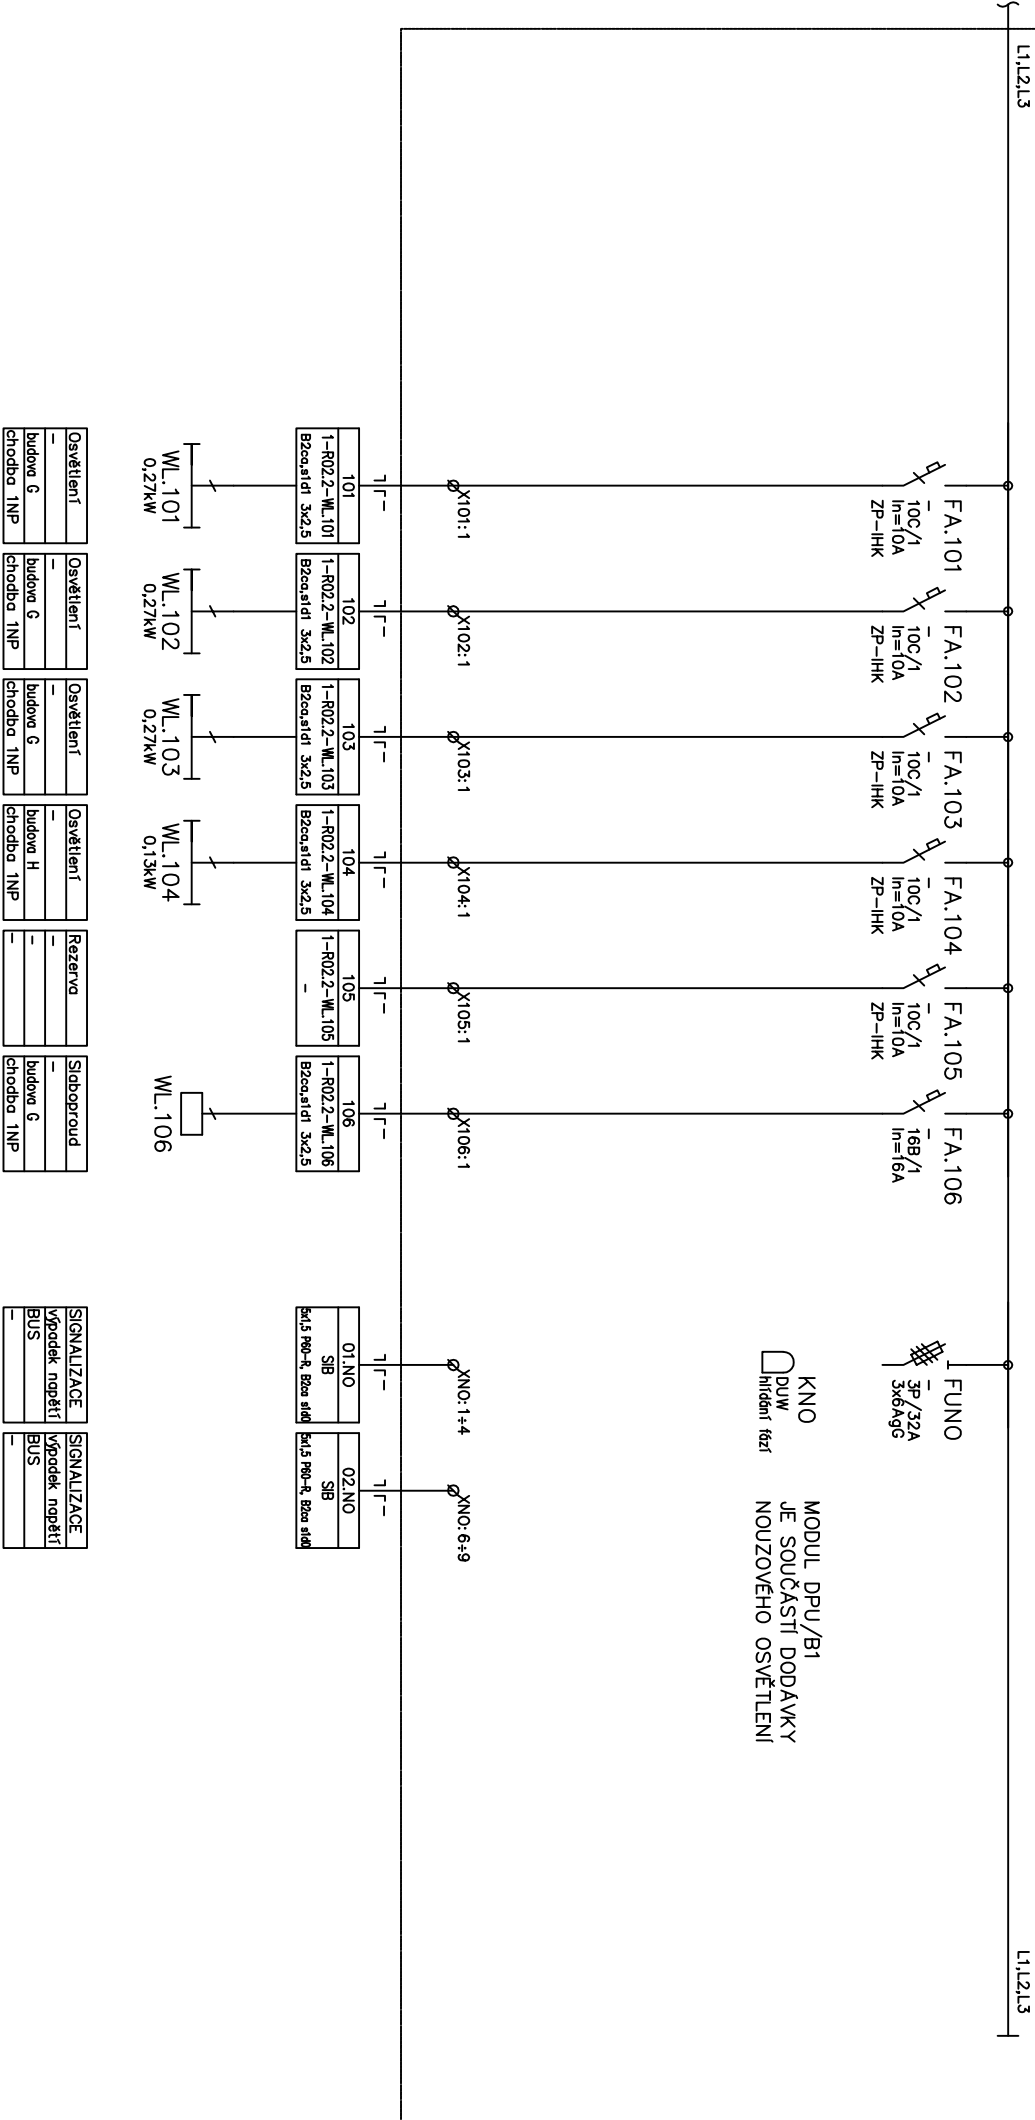 L1,L2,L3
L1,L2,L3
FA.101
–
10C/1
In=10A
ZP–IHK
FA.102
–
10C/1
In=10A
ZP–IHK
FA.103
–
10C/1
In=10A
ZP–IHK
FA.104
–
10C/1
In=10A
ZP–IHK
FA.105
–
10C/1
In=10A
ZP–IHK
FA.106
–
16B/1
In=16A
FUNO
–
3P/32A
3x6AgG
KNO
DUW
hlídání fází
MODUL DPU/B1
JE SOUČÁSTÍ DODÁVKY
NOUZOVÉHO OSVĚTLENÍ
X101:1
X102:1
X103:1
X104:1
X105:1
X106:1
XNO:1÷4
XNO:6÷9
101
1–R02.2–WL.101
B2ca,s1d1 3x2,5
102
1–R02.2–WL.102
B2ca,s1d1 3x2,5
103
1–R02.2–WL.103
B2ca,s1d1 3x2,5
104
1–R02.2–WL.104
B2ca,s1d1 3x2,5
105
1–R02.2–WL.105
–
106
1–R02.2–WL.106
B2ca,s1d1 3x2,5
01.NO
SIB
5x1,5 P60–R, B2ca s1d0
02.NO
SIB
5x1,5 P60–R, B2ca s1d0
WL.101
0,27kW
WL.102
0,27kW
WL.103
0,27kW
WL.104
0,13kW
WL.106
Osvětlení
–
budova G
chodba 1NP
Osvětlení
–
budova G
chodba 1NP
Osvětlení
–
budova G
chodba 1NP
Osvětlení
–
budova H
chodba 1NP
Rezerva
–
–
–
Slaboproud
–
budova G
chodba 1NP
SIGNALIZACE
výpadek napětí
BUS
–
SIGNALIZACE
výpadek napětí
BUS
–